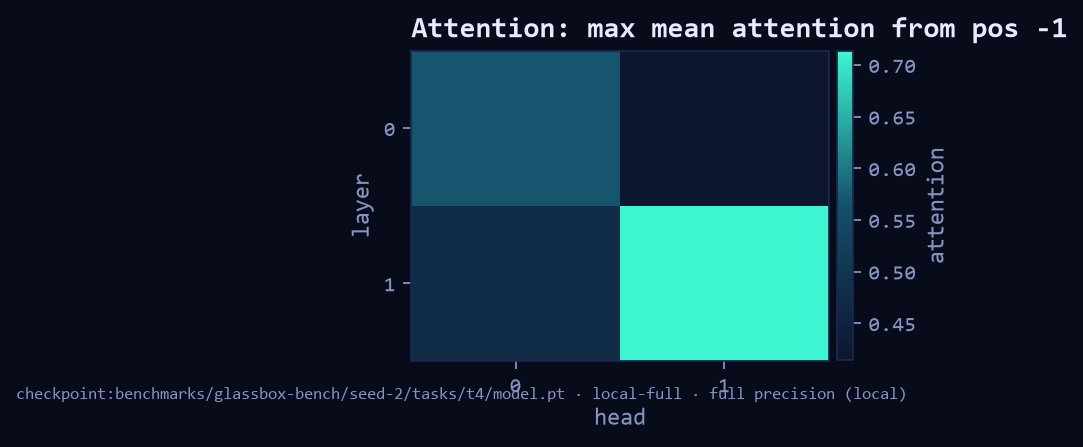 Attention: max mean attention from pos -1
0.70
0.65
0.60
0.55
0.50
0.45
attention
layer
0
1
0 1
checkpoint:benchmarks/glassbox-bench/seed-2/tasks/t4/model.pt · local-full · full precision (local)
head